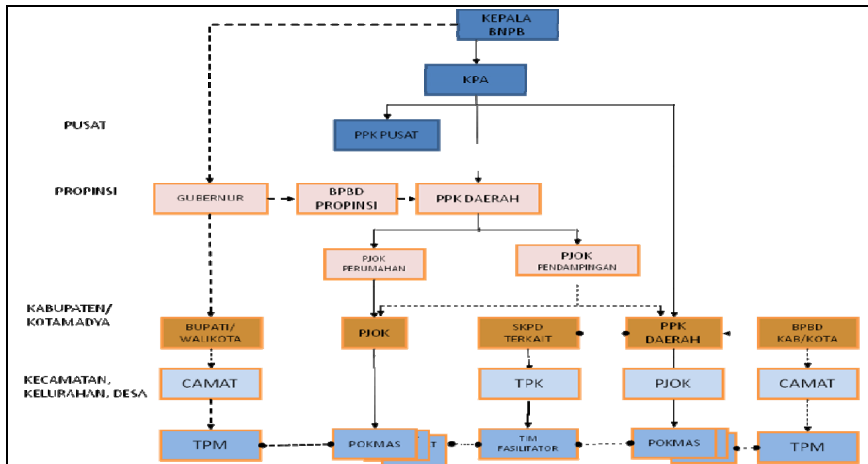 KEPALA
BNPB
KPA
PUSAT
PPK PUSAT
PROPINSI
GUBERNUR
BPBD
PROPINSI
PPK DAERAH
PJOK
PERUMAHAN
PJOK
PENDAMPINGAN
KABUPATEN/
KOTAMADYA
BUPATI/
WALIKOTA
PJOK
SKPD
TERKAIT
PPK
DAERAH
BPBD
KAB/KOTA
KECAMATAN,
KELURAHAN, DESA
CAMAT
TPK
PJOK
CAMAT
TPM
POKMAS
TIM
FASILITATOR
POKMAS
TPM